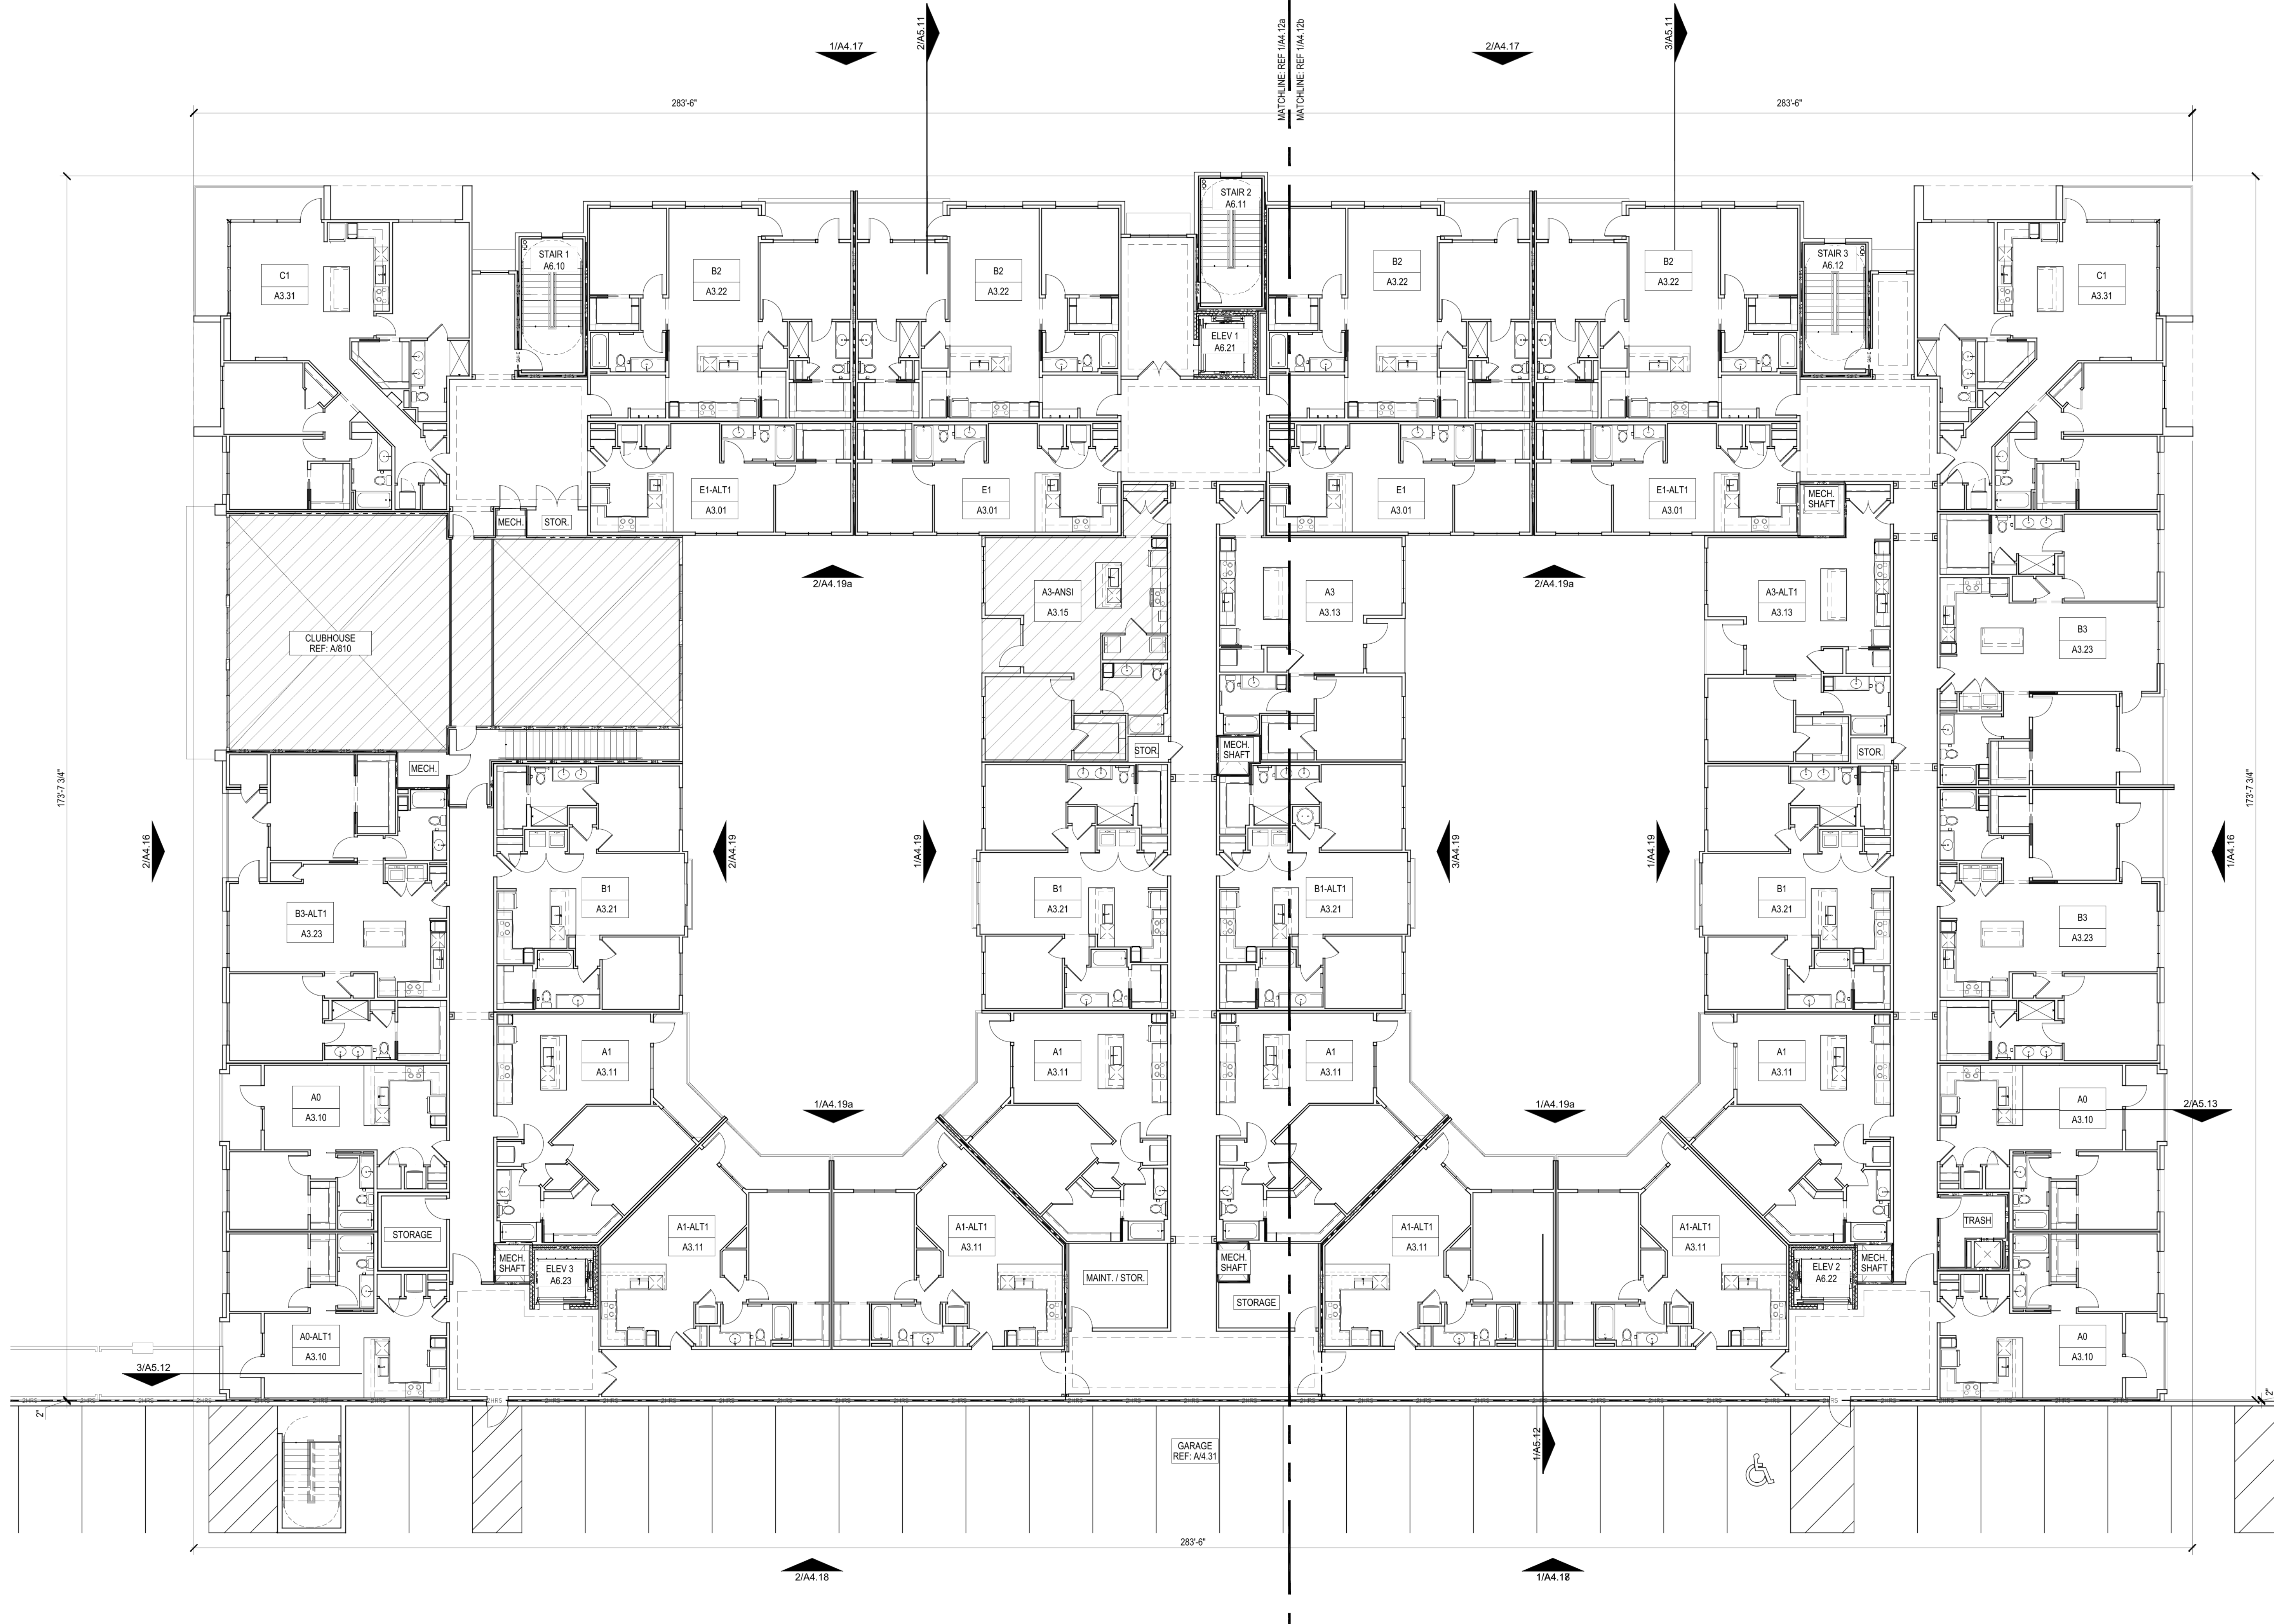 1/A4.17
2/A5.11
MATCHLINE: REF 1/A4.12a
MATCHLINE: REF 1/A4.12b
2/A4.17
3/A5.11
283'-6"
283'-6"
STAIR 1
A6.10
STAIR 2
A6.11
STAIR 3
A6.12
C1
A3.31
B2
A3.22
B2
A3.22
B2
A3.22
B2
A3.22
C1
A3.31
ELEV 1
A6.21
E1-ALT1
A3.01
E1
A3.01
E1
A3.01
E1-ALT1
A3.01
MECH.
SHAFT
MECH.
STOR.
2/A4.19a
2/A4.19a
CLUBHOUSE
REF: A/810
A3-ANSI
A3.15
A3
A3.13
A3-ALT1
A3.13
B3
A3.23
STOR.
MECH.
SHAFT
STOR.
MECH.
173'-7 3/4"
173'-7 3/4"
2/A4.16
2/A4.19
1/A4.19
3/A4.19
1/A4.19
1/A4.16
B1
A3.21
B1
A3.21
B1-ALT1
A3.21
B1
A3.21
B3-ALT1
A3.23
B3
A3.23
A1
A3.11
A1
A3.11
A1
A3.11
A1
A3.11
A0
A3.10
1/A4.19a
1/A4.19a
A0
A3.10
2/A5.13
STORAGE
A1-ALT1
A3.11
A1-ALT1
A3.11
A1-ALT1
A3.11
A1-ALT1
A3.11
TRASH
MECH.
SHAFT
ELEV 3
A6.23
MAINT. / STOR.
MECH.
SHAFT
STORAGE
ELEV 2
A6.22
MECH.
SHAFT
A0-ALT1
A3.10
A0
A3.10
3/A5.12
2"
2"
2HRS
GARAGE
REF: A/4.31
1/A5.12
283'-6"
2/A4.18